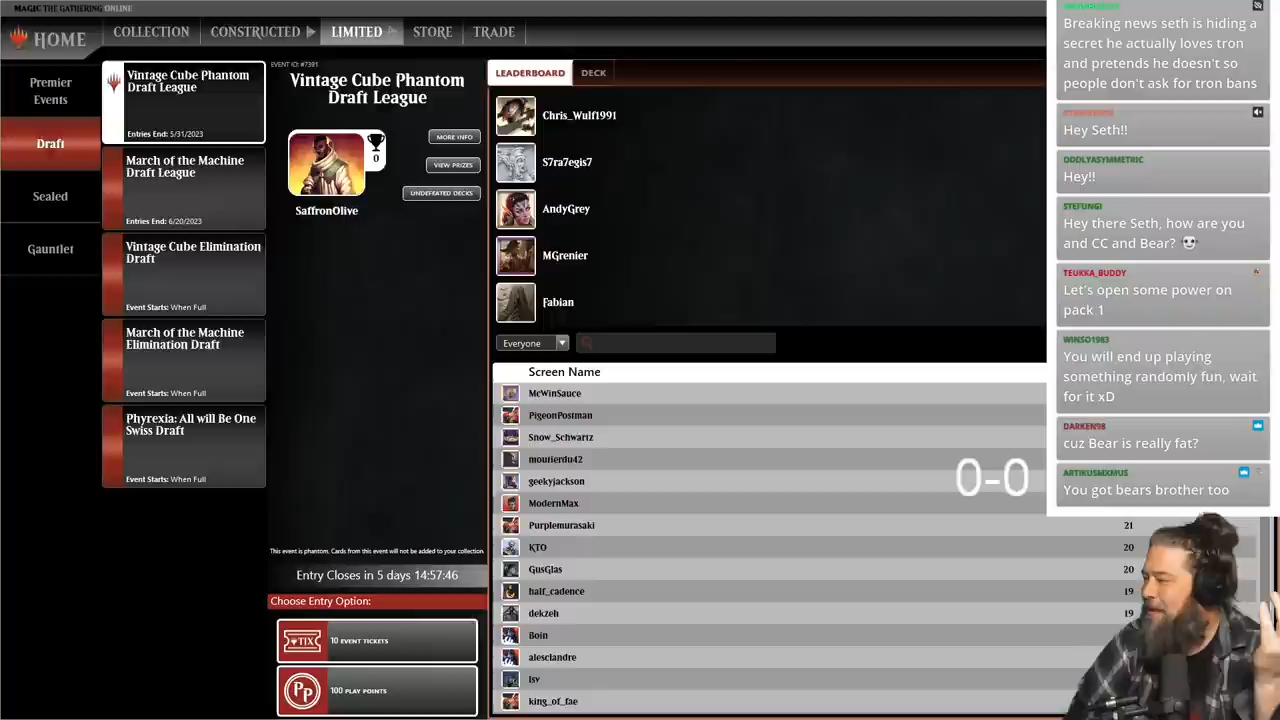 MAGIC: THE GATHERING ONLINE
HOME
COLLECTION
CONSTRUCTED
LIMITED
STORE
TRADE
Premier
Events
Draft
Sealed
Gauntlet
Vintage Cube Phantom
Draft League
Entries End: 5/31/2023
March of the Machine
Draft League
Entries End: 6/20/2023
Vintage Cube Elimination
Draft
Event Starts: When Full
March of the Machine
Elimination Draft
Event Starts: When Full
Phyrexia: All will Be One
Swiss Draft
Event Starts: When Full
EVENT ID: #7391
Vintage Cube Phantom
Draft League
0
MORE INFO
VIEW PRIZES
UNDEFEATED DECKS
SaffronOlive
This event is phantom. Cards from this event will not be added to your collection
Entry Closes in 5 days 14:57:46
Choose Entry Option:
TIX
10 EVENT TICKETS
PP
100 PLAY POINTS
LEADERBOARD
DECK
Chris_Wulf1991
S7ra7egis7
AndyGrey
MGrenier
Fabian
Everyone
Screen Name
McWinSauce
PigeonPostman
Snow_Schwartz
moutierdu42
geekyjackson
ModernMax
Purplemurasaki 21
KTO 20
GusGlas 20
half_cadence 19
dekzeh 19
Boin
alesciandre
lsv
king_of_fae
0-0
Breaking news seth is hiding a
secret he actually loves tron
and pretends he doesn't so
people don't ask for tron bans
Hey Seth!!
ODDLYASYMMETRIC
Hey!!
STEFUNGI
Hey there Seth, how are you
and CC and Bear?
TEUKKA_BUDDY
Let's open some power on
pack 1
WINSO1983
You will end up playing
something randomly fun, wait
for it xD
DARKEN98
cuz Bear is really fat?
ARTIKUSMXMUS
You got bears brother too